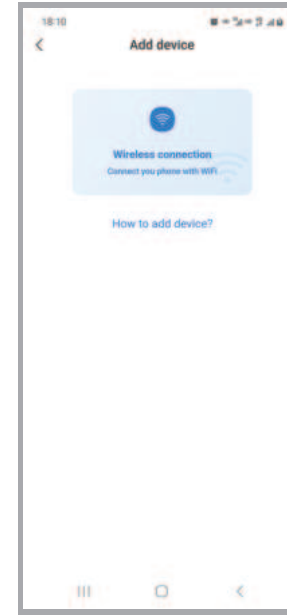 18:10
Add device
Wireless connection
Connect you phone with WIFI
How to add device?